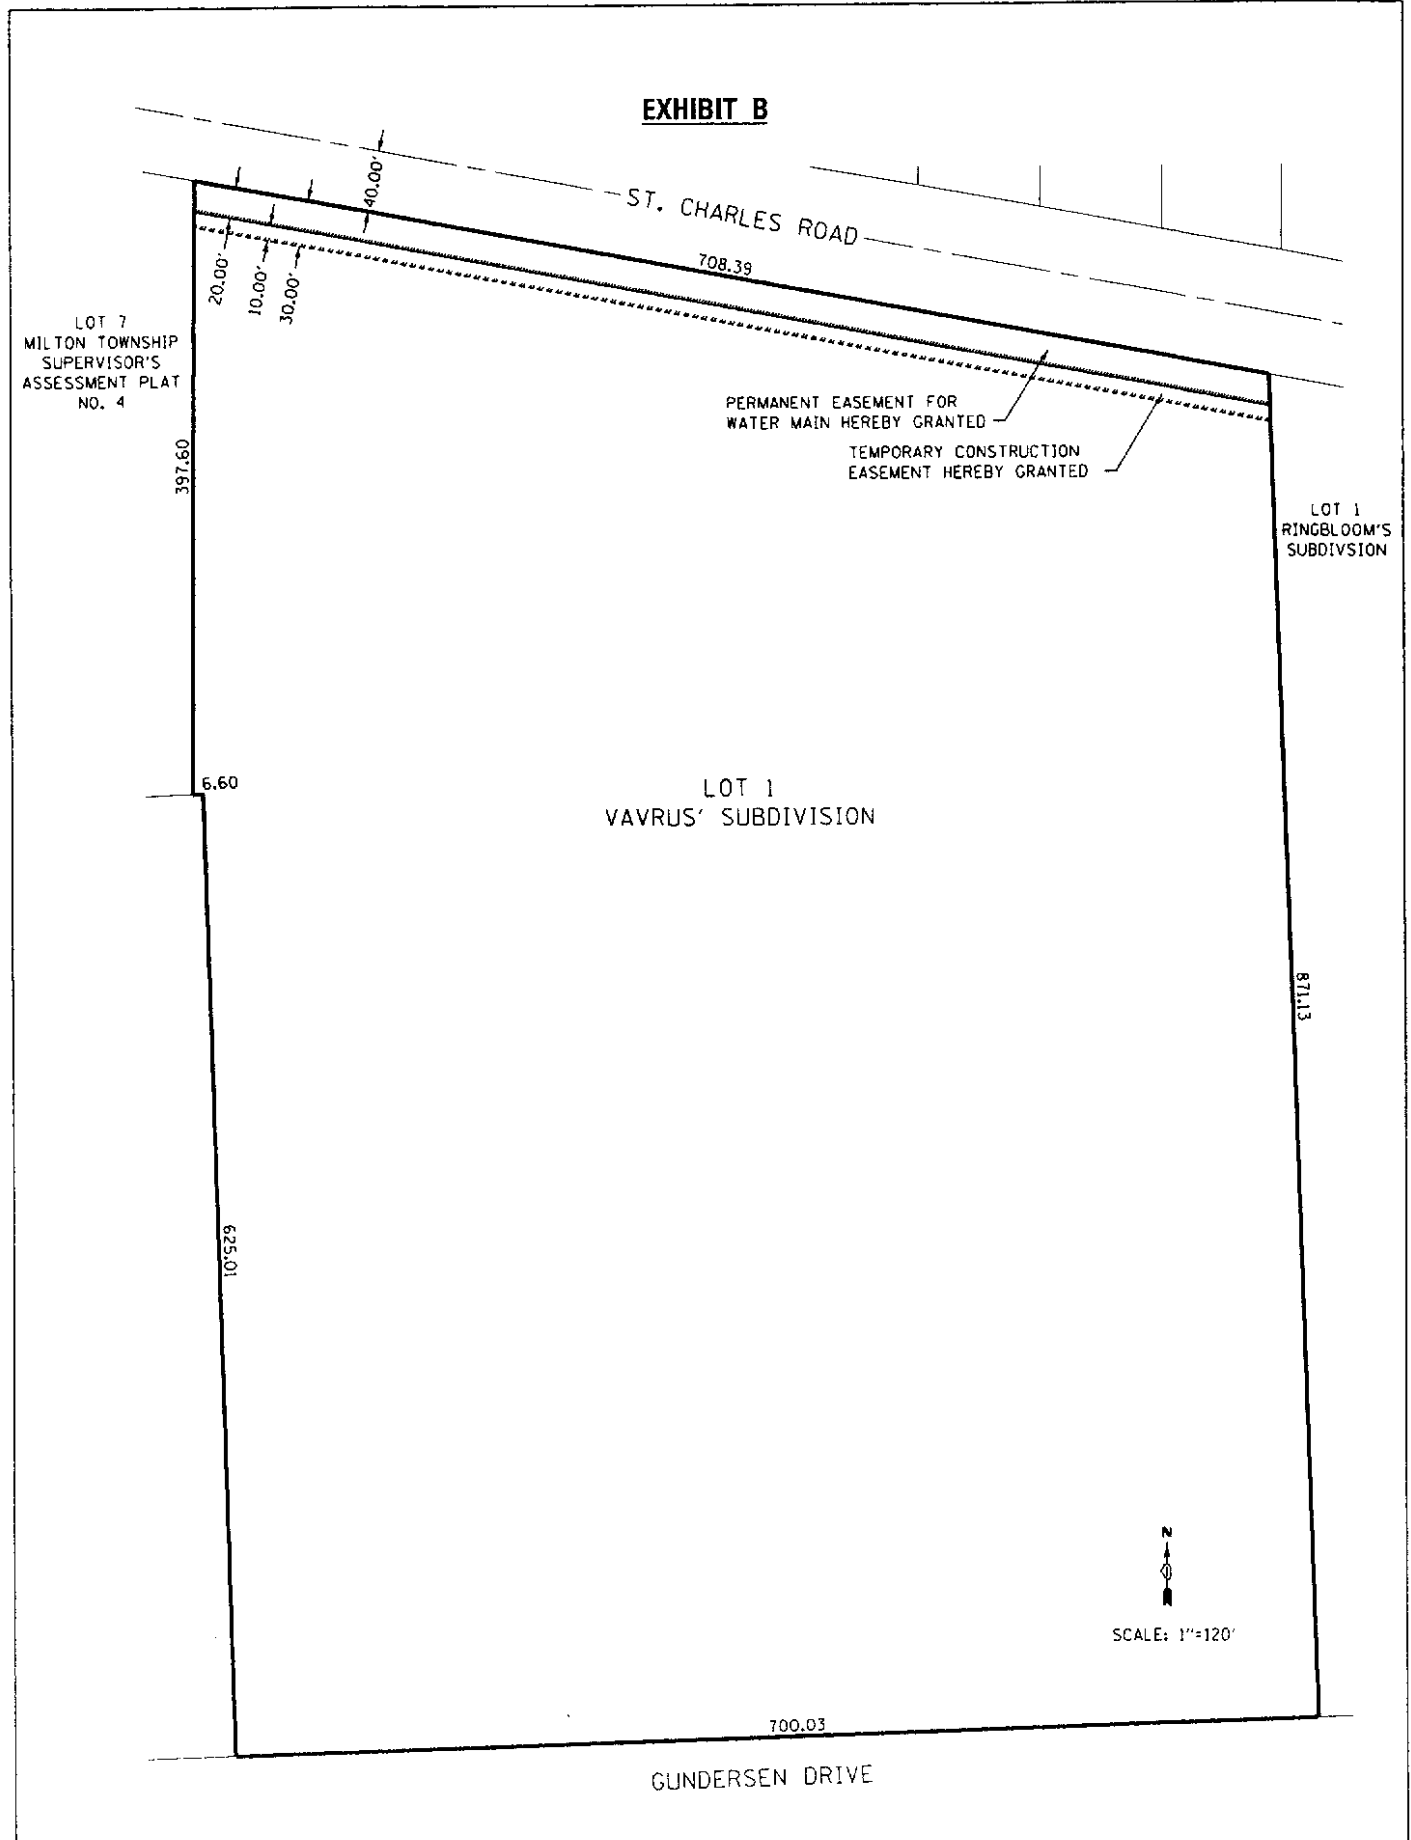 EXHIBIT B
40.00'
ST. CHARLES ROAD
708.39
20.00'
10.00'
30.00'
LOT 7
MILTON TOWNSHIP
SUPERVISOR'S
ASSESSMENT PLAT
NO. 4
PERMANENT EASEMENT FOR
WATER MAIN HEREBY GRANTED
TEMPORARY CONSTRUCTION
EASEMENT HEREBY GRANTED
397.60
LOT 1
RINGBLOOM'S
SUBDIVSION
6.60
LOT 1
VAVRUS' SUBDIVISION
871.13
625.01
N
SCALE: 1"=120'
700.03
GUNDERSEN DRIVE